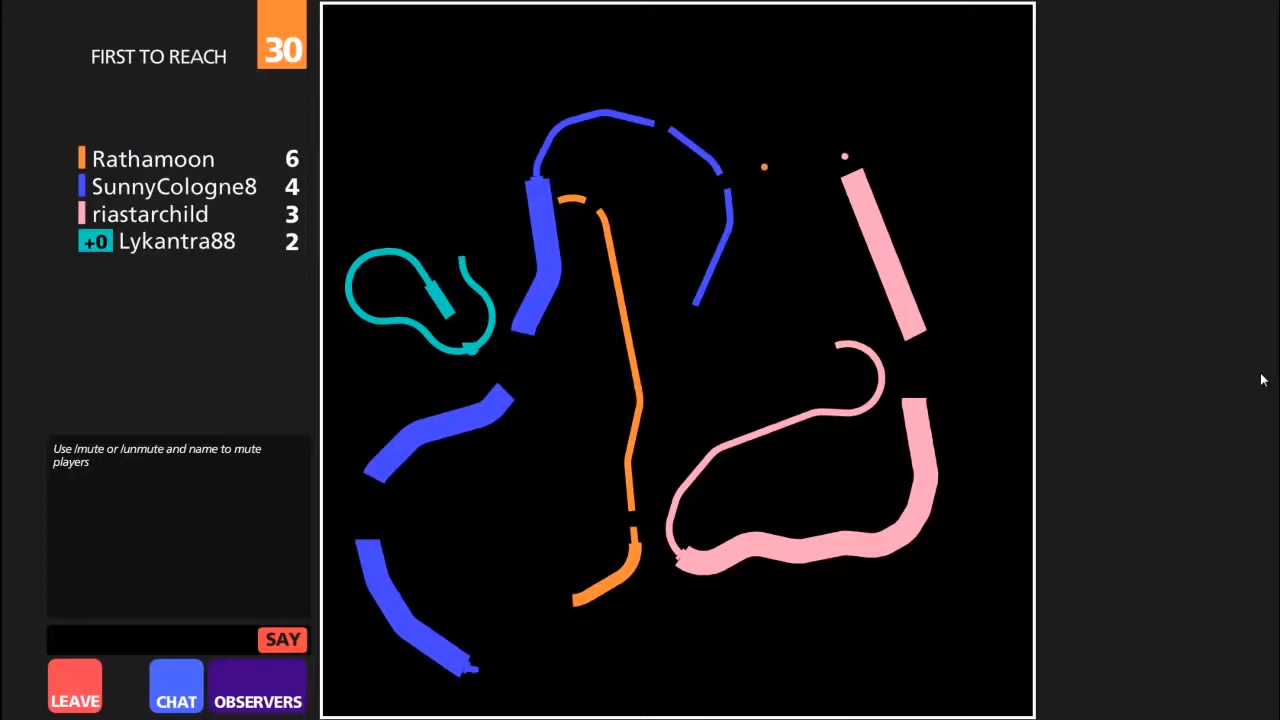 FIRST TO REACH 30
Rathamoon 6
SunnyCologne8 4
riastarchild 3
+0 Lykantra88 2
Use /mute or /unmute and name to mute
players
SAY
LEAVE CHAT OBSERVERS